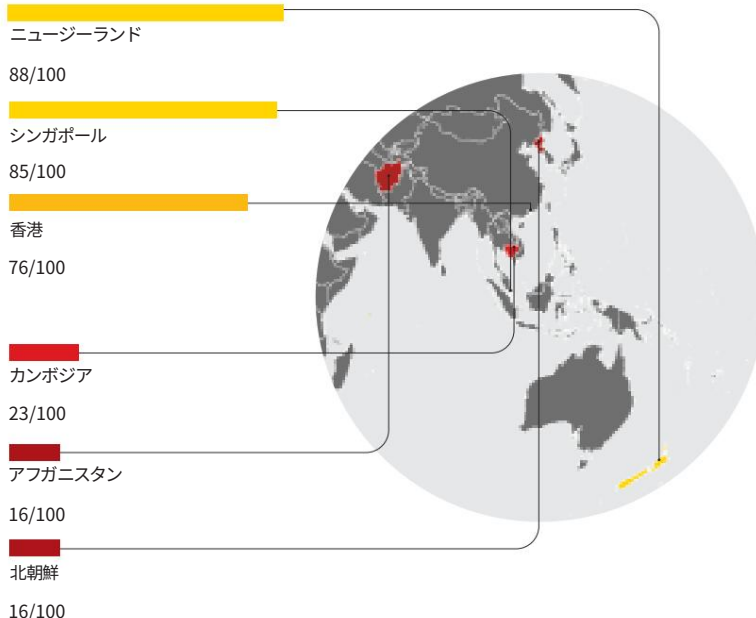 ニュージーランド
88/100
シンガポール
85/100
香港
76/100
カンボジア
23/100
アフガニスタン
16/100
北朝鮮
16/100